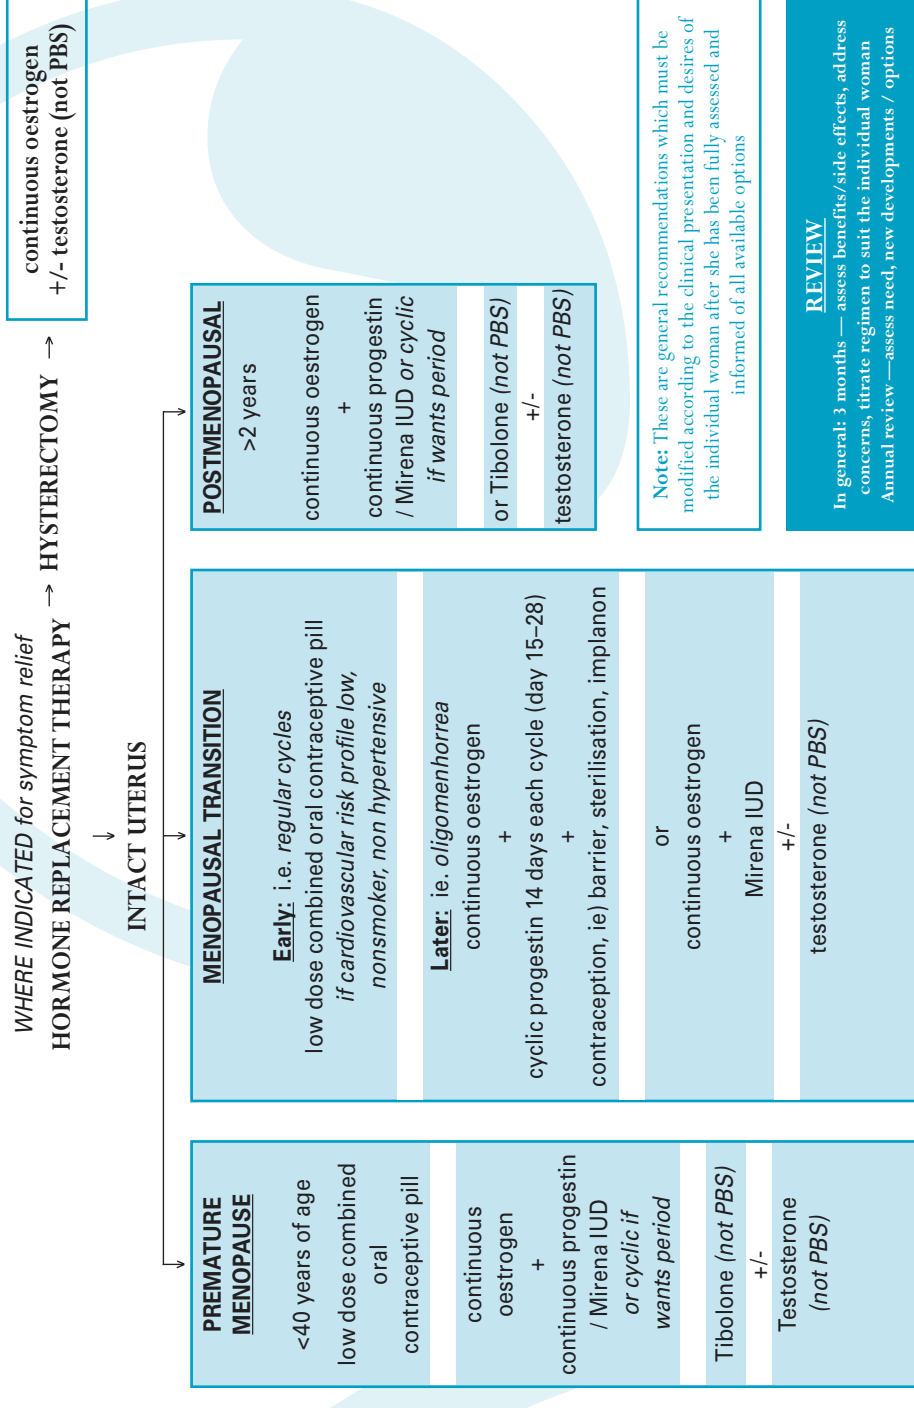 WHERE INDICATED for symptom relief
HORMONE REPLACEMENT THERAPY → HYSTERECTOMY →
continuous oestrogen
+/- testosterone (not PBS)
↓
INTACT UTERUS
PREMATURE
MENOPAUSE
<40 years of age
low dose combined
oral
contraceptive pill
continuous
oestrogen
+
continuous progestin
/ Mirena IUD
or cyclic if
wants period
Tibolone (not PBS)
+/-
Testosterone
(not PBS)
MENOPAUSAL TRANSITION
Early: i.e. regular cycles
low dose combined oral contraceptive pill
if cardiovascular risk profile low,
nonsmoker, non hypertensive
Later: ie. oligomenhorrea
continuous oestrogen
+
cyclic progestin 14 days each cycle (day 15–28)
+
contraception, ie) barrier, sterilisation, implanon
or
continuous oestrogen
+
Mirena IUD
+/-
testosterone (not PBS)
POSTMENOPAUSAL
>2 years
continuous oestrogen
+
continuous progestin
/ Mirena IUD or cyclic
if wants period
or Tibolone (not PBS)
+/-
testosterone (not PBS)
Note: These are general recommendations which must be
modified according to the clinical presentation and desires of
the individual woman after she has been fully assessed and
informed of all available options
REVIEW
In general: 3 months — assess benefits/side effects, address
concerns, titrate regimen to suit the individual woman
Annual review —assess need, new developments / options